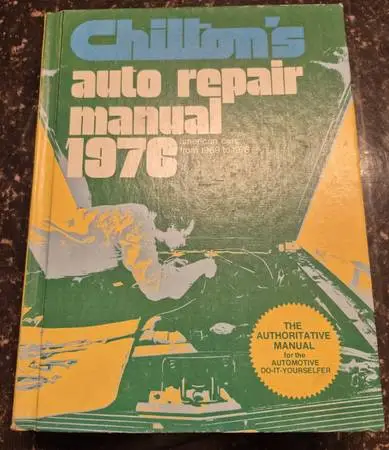 Chilton's
auto repair
manual
1976
american cars
from 1969 to 1976
THE
AUTHORITATIVE
MANUAL
for the
AUTOMOTIVE
DO-IT-YOURSELFER